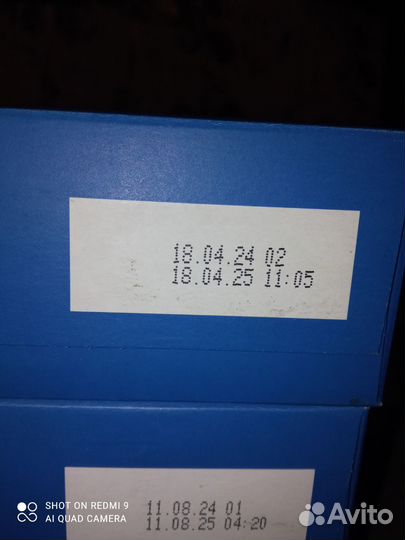 18.04.24 02
18.04.25 11:05
11.08.24 01
11.08.25 04:20
SHOT ON REDMI 9
AI QUAD CAMERA
Avito